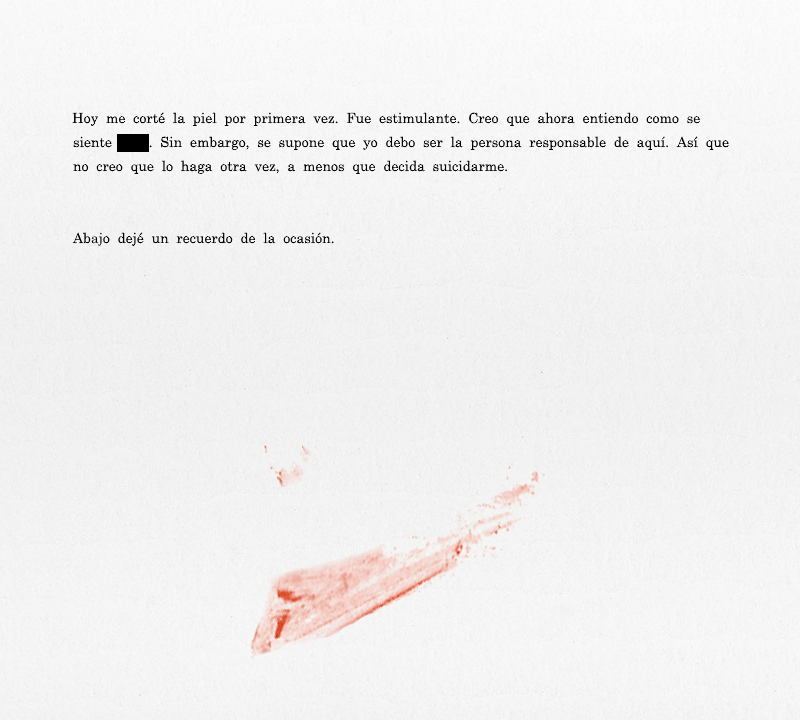 Hoy me corté la piel por primera vez. Fue estimulante. Creo que ahora entiendo como se
siente . Sin embargo, se supone que yo debo ser la persona responsable de aquí. Así que
no creo que lo haga otra vez, a menos que decida suicidarme.
Abajo dejé un recuerdo de la ocasión.